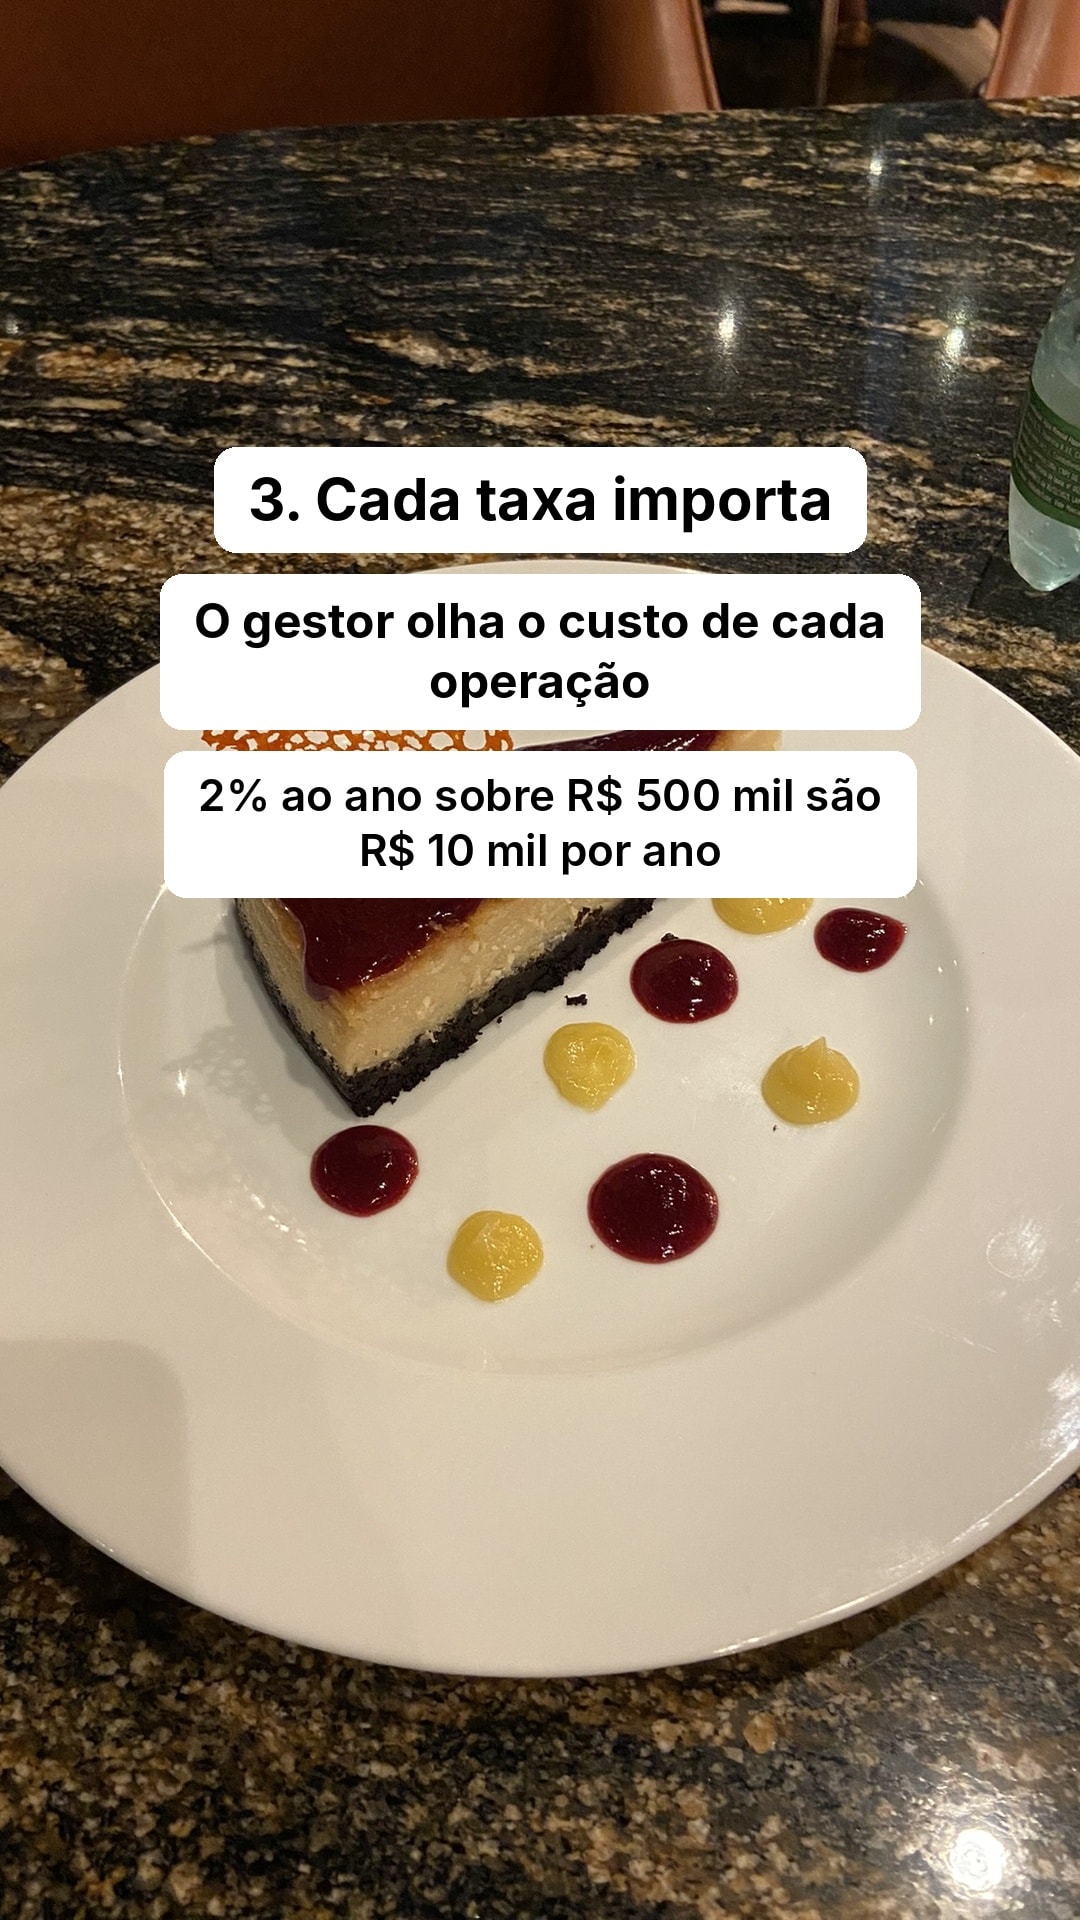 3. Cada taxa importa
O gestor olha o custo de cada
operação
2% ao ano sobre R$ 500 mil são
R$ 10 mil por ano